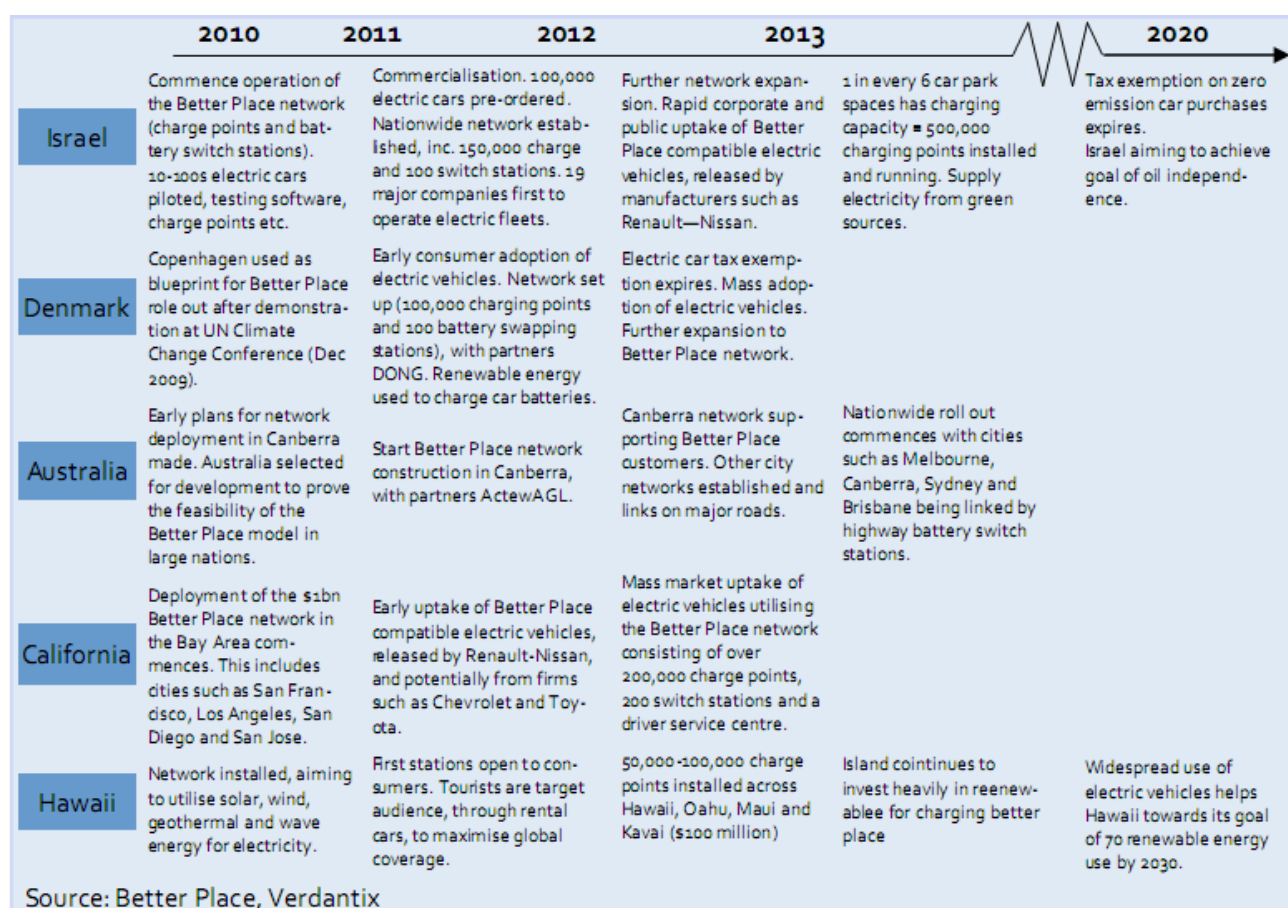 2010 2011 2012 2013 2020
Israel
Commence operation of
the Better Place network
(charge points and bat-
tery switch stations).
10-100s electric cars
piloted, testing software,
charge points etc.
Commercialisation. 100,000
electric cars pre-ordered.
Nationwide network estab-
lished, inc. 150,000 charge
and 100 switch stations. 19
major companies first to
operate electric fleets.
Further network expan-
sion. Rapid corporate and
public uptake of Better
Place compatible electric
vehicles, released by
manufacturers such as
Renault—Nissan.
1 in every 6 car park
spaces has charging
capacity = 500,000
charging points installed
and running. Supply
electricity from green
sources.
Tax exemption on zero
emission car purchases
expires.
Israel aiming to achieve
goal of oil independ-
ence.
Denmark
Copenhagen used as
blueprint for Better Place
role out after demonstra-
tion at UN Climate
Change Conference (Dec
2009).
Early consumer adoption of
electric vehicles. Network set
up (100,000 charging points
and 100 battery swapping
stations), with partners
DONG. Renewable energy
used to charge car batteries.
Electric car tax exemp-
tion expires. Mass adop-
tion of electric vehicles.
Further expansion to
Better Place network.
Australia
Early plans for network
deployment in Canberra
made. Australia selected
for development to prove
the feasibility of the
Better Place model in
large nations.
Start Better Place network
construction in Canberra,
with partners ActewAGL.
Canberra network sup-
porting Better Place
customers. Other city
networks established and
links on major roads.
Nationwide roll out
commences with cities
such as Melbourne,
Canberra, Sydney and
Brisbane being linked by
highway battery switch
stations.
California
Deployment of the $1bn
Better Place network in
the Bay Area com-
mences. This includes
cities such as San Fran-
cisco, Los Angeles, San
Diego and San Jose.
Early uptake of Better Place
compatible electric vehicles,
released by Renault-Nissan,
and potentially from firms
such as Chevrolet and Toy-
ota.
Mass market uptake of
electric vehicles utilising
the Better Place network
consisting of over
200,000 charge points,
200 switch stations and a
driver service centre.
Hawaii
Network installed, aiming
to utilise solar, wind,
geothermal and wave
energy for electricity.
First stations open to con-
sumers. Tourists are target
audience, through rental
cars, to maximise global
coverage.
50,000-100,000 charge
points installed across
Hawaii, Oahu, Maui and
Kavai ($100 million)
Island cointinues to
invest heavily in reenew-
ablee for charging better
place
Widespread use of
electric vehicles helps
Hawaii towards its goal
of 70 renewable energy
use by 2030.
Source: Better Place, Verdantix